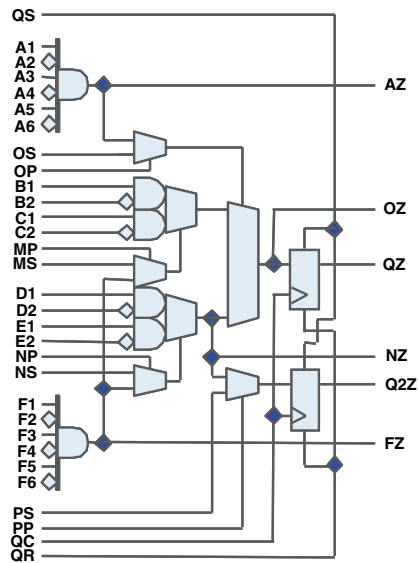 QS
A1
A2
A3
A4
A5
A6
AZ
OS
OP
B1
B2
C1
C2
MP
MS
OZ
QZ
D1
D2
E1
E2
NP
NS
NZ
Q2Z
F1
F2
F3
F4
F5
F6
FZ
PS
PP
QC
QR